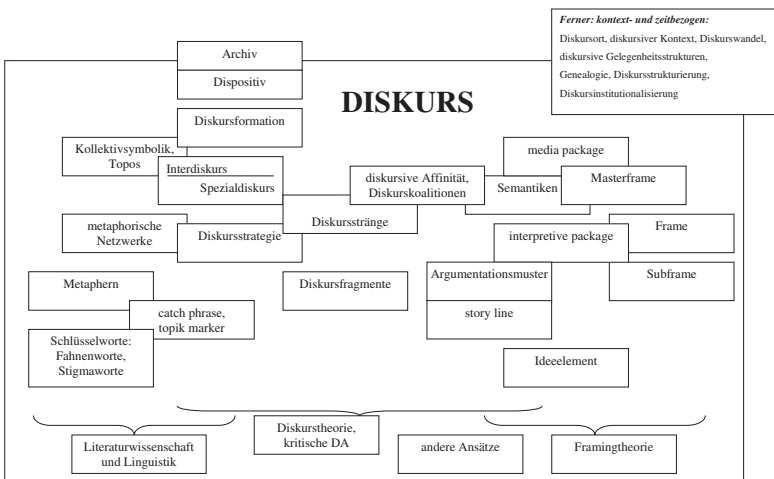 Ferner: kontext- und zeitbezogen:
Diskursort, diskursiver Kontext, Diskurswandel,
diskursive Gelegenheitsstrukturen,
Genealogie, Diskursstrukturierung,
Diskursinstitutionalisierung
Archiv
Dispositiv
DISKURS
Diskursformation
Kollektivsymbolik,
Topos
Interdiskurs
Spezialdiskurs
diskursive Affinität,
Diskurskoalitionen
media package
Semantiken
Masterframe
metaphorische
Netzwerke
Diskursstrategie
Diskursstränge
interpretive package
Frame
Metaphern
Diskursfragmente
Argumentationsmuster
Subframe
catch phrase,
topik marker
story line
Schlüsselworte:
Fahnenworte,
Stigmaworte
Ideeelement
Diskurstheorie,
kritische DA
Literaturwissenschaft
und Linguistik
andere Ansätze
Framingtheorie